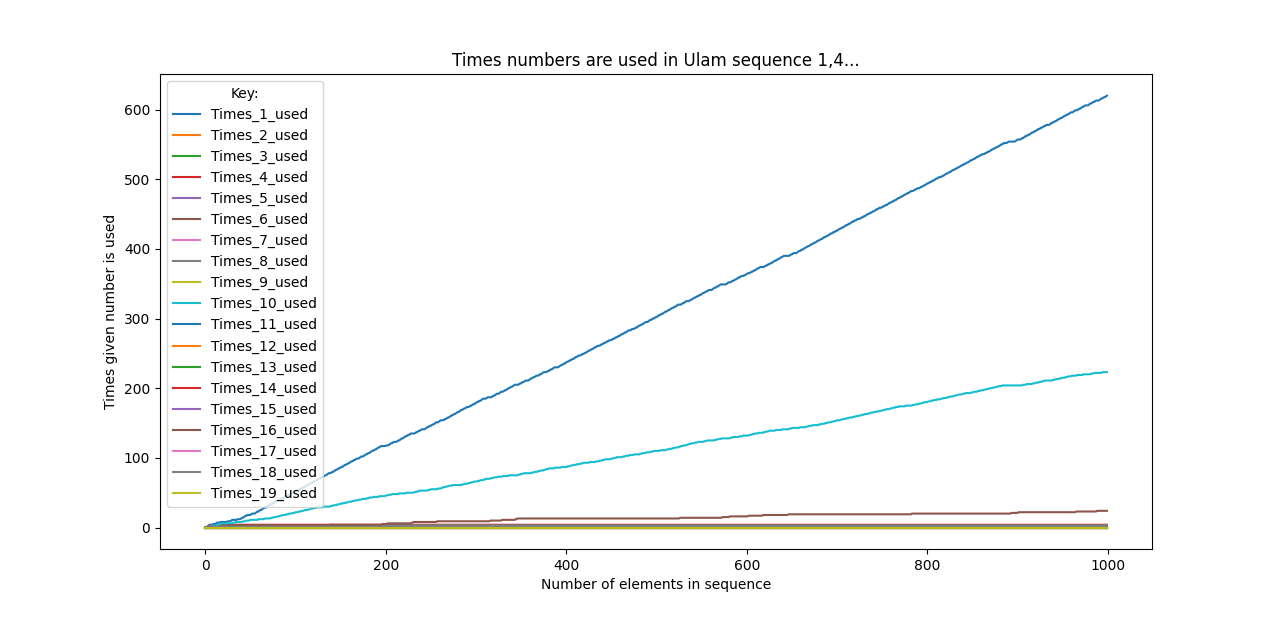 Times numbers are used in Ulam sequence 1,4...
Key:
Times_1_used
Times_2_used
Times_3_used
Times_4_used
Times_5_used
Times_6_used
Times_7_used
Times_8_used
Times_9_used
Times_10_used
Times_11_used
Times_12_used
Times_13_used
Times_14_used
Times_15_used
Times_16_used
Times_17_used
Times_18_used
Times_19_used
Times given number is used
600
500
400
300
200
100
0
0 200 400 600 800 1000
Number of elements in sequence